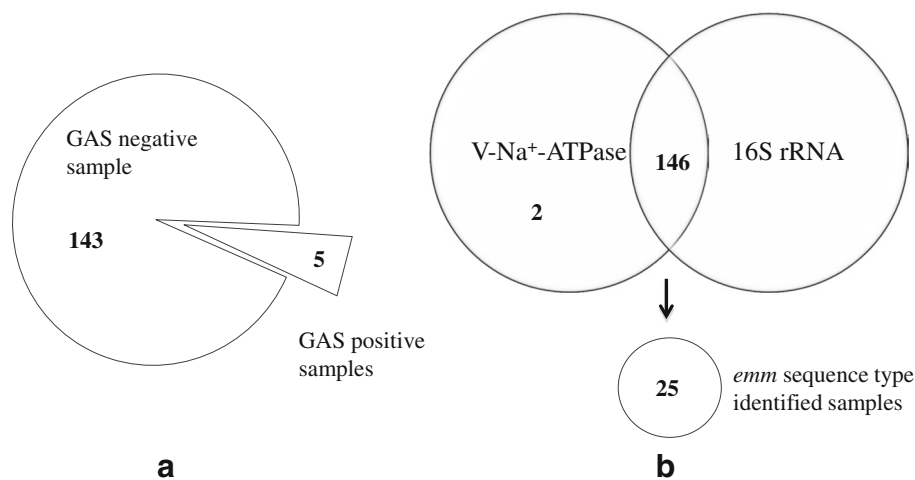 GAS negative
sample
143
5
GAS positive
samples
a
V-Na⁺-ATPase
2
146
16S rRNA
25
emm sequence type
identified samples
b